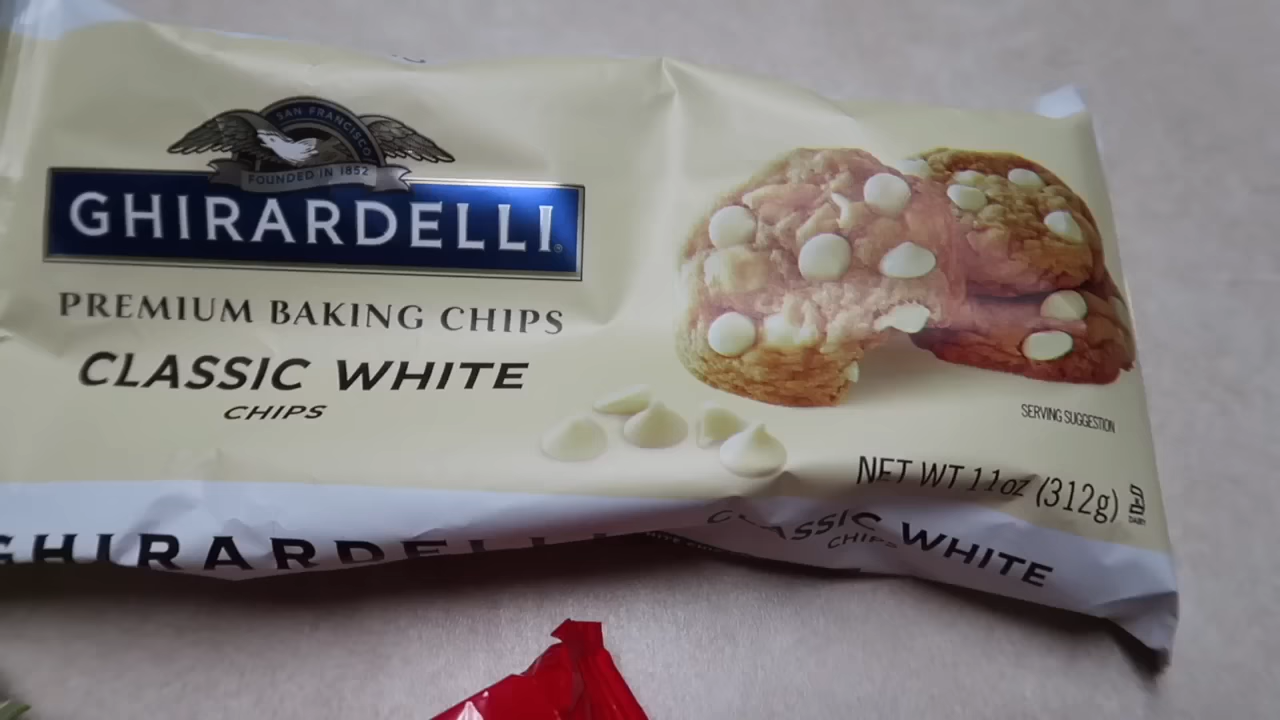 SAN FRANCISCO
FOUNDED IN 1852
GHIRARDELLI®
PREMIUM BAKING CHIPS
CLASSIC WHITE
CHIPS
SERVING SUGGESTION
NET WT 11oz (312g)
DAIRY
GHIRARDELLI
CLASSIC WHITE
CHIPS